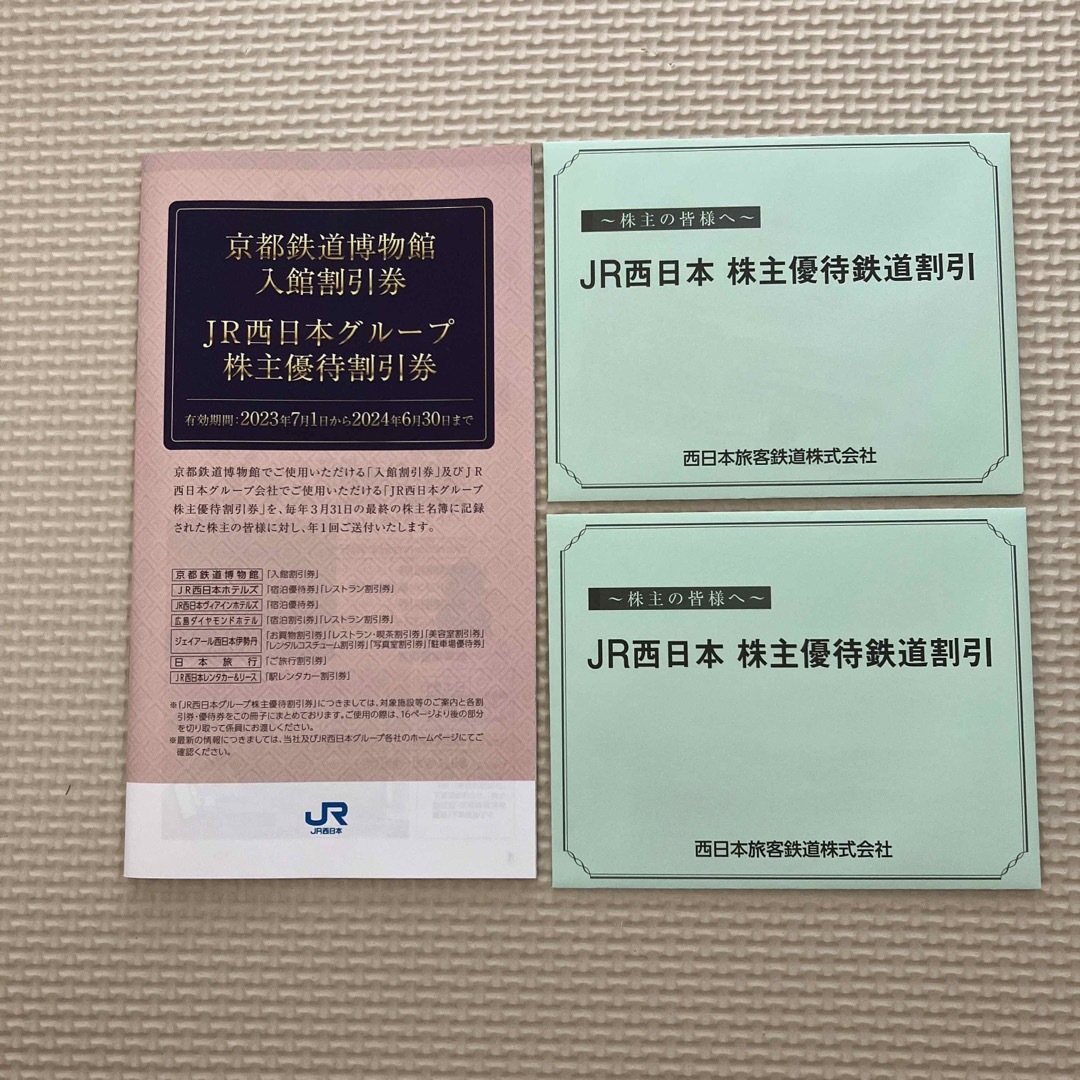 京都鉄道博物館
入館割引券
JR西日本グループ
株主優待割引券
有効期間：2023年7月1日から2024年6月30日まで
京都鉄道博物館でご使用いただける「入館割引券」及びJR
西日本グループ会社でご使用いただける「JR西日本グループ
株主優待割引券」を、毎年3月31日の最終の株主名簿に記録
された株主の皆様に対し、年1回ご送付いたします。
京都鉄道博物館 「入館割引券」
JR西日本ホテルズ 「宿泊優待券」「レストラン割引券」
JR西日本ヴィアインホテルズ 「宿泊優待券」
広島ダイヤモンドホテル 「宿泊割引券」「レストラン割引券」
ジェイアール西日本伊勢丹 「お買物割引券」「レストラン・喫茶割引券」「美容室割引券」
「レンタルコスチューム割引券」「写真室割引券」「駐車場優待券」
日本旅行 「ご旅行割引券」
JR西日本レンタカー&リース 「駅レンタカー割引券」
※「JR西日本グループ株主優待割引券」につきましては、対象施設等のご案内と各割
引券・優待券をこの冊子にまとめております。ご使用の際は、16ページより後の部分
を切り取って係員にお渡しください。
※最新の情報につきましては、当社及びJR西日本グループ各社のホームページにてご
確認ください。
JR
JR西日本
～株主の皆様へ～
JR西日本 株主優待鉄道割引
西日本旅客鉄道株式会社
～株主の皆様へ～
JR西日本 株主優待鉄道割引
西日本旅客鉄道株式会社